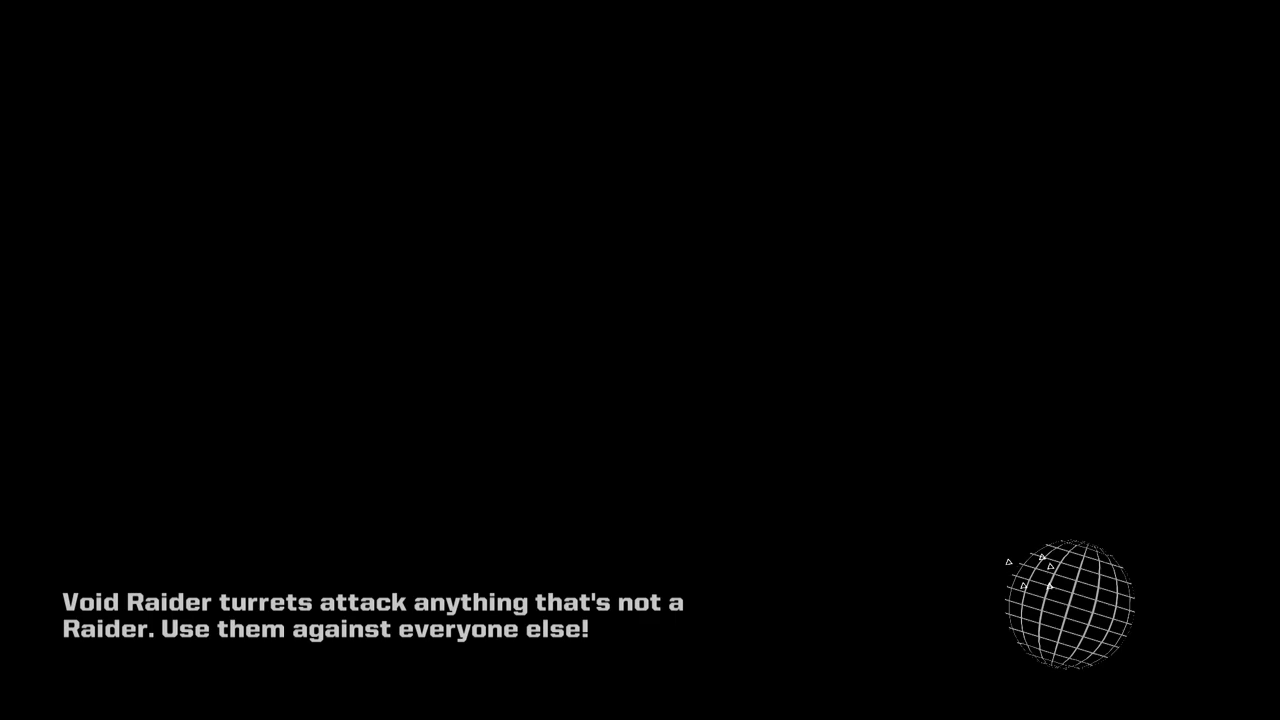 Void Raider turrets attack anything that's not a
Raider. Use them against everyone else!